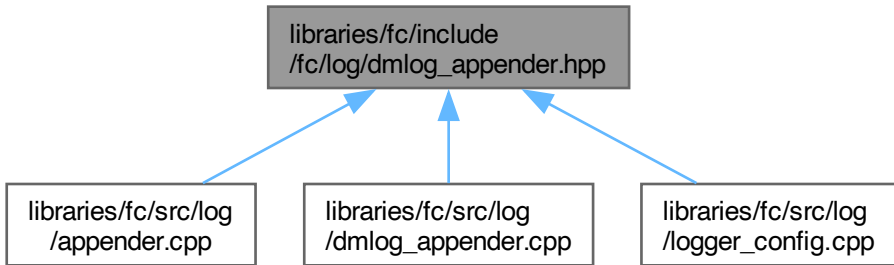 libraries/fc/include
/fc/log/dmlog_appender.hpp
libraries/fc/src/log
/appender.cpp
libraries/fc/src/log
/dmlog_appender.cpp
libraries/fc/src/log
/logger_config.cpp